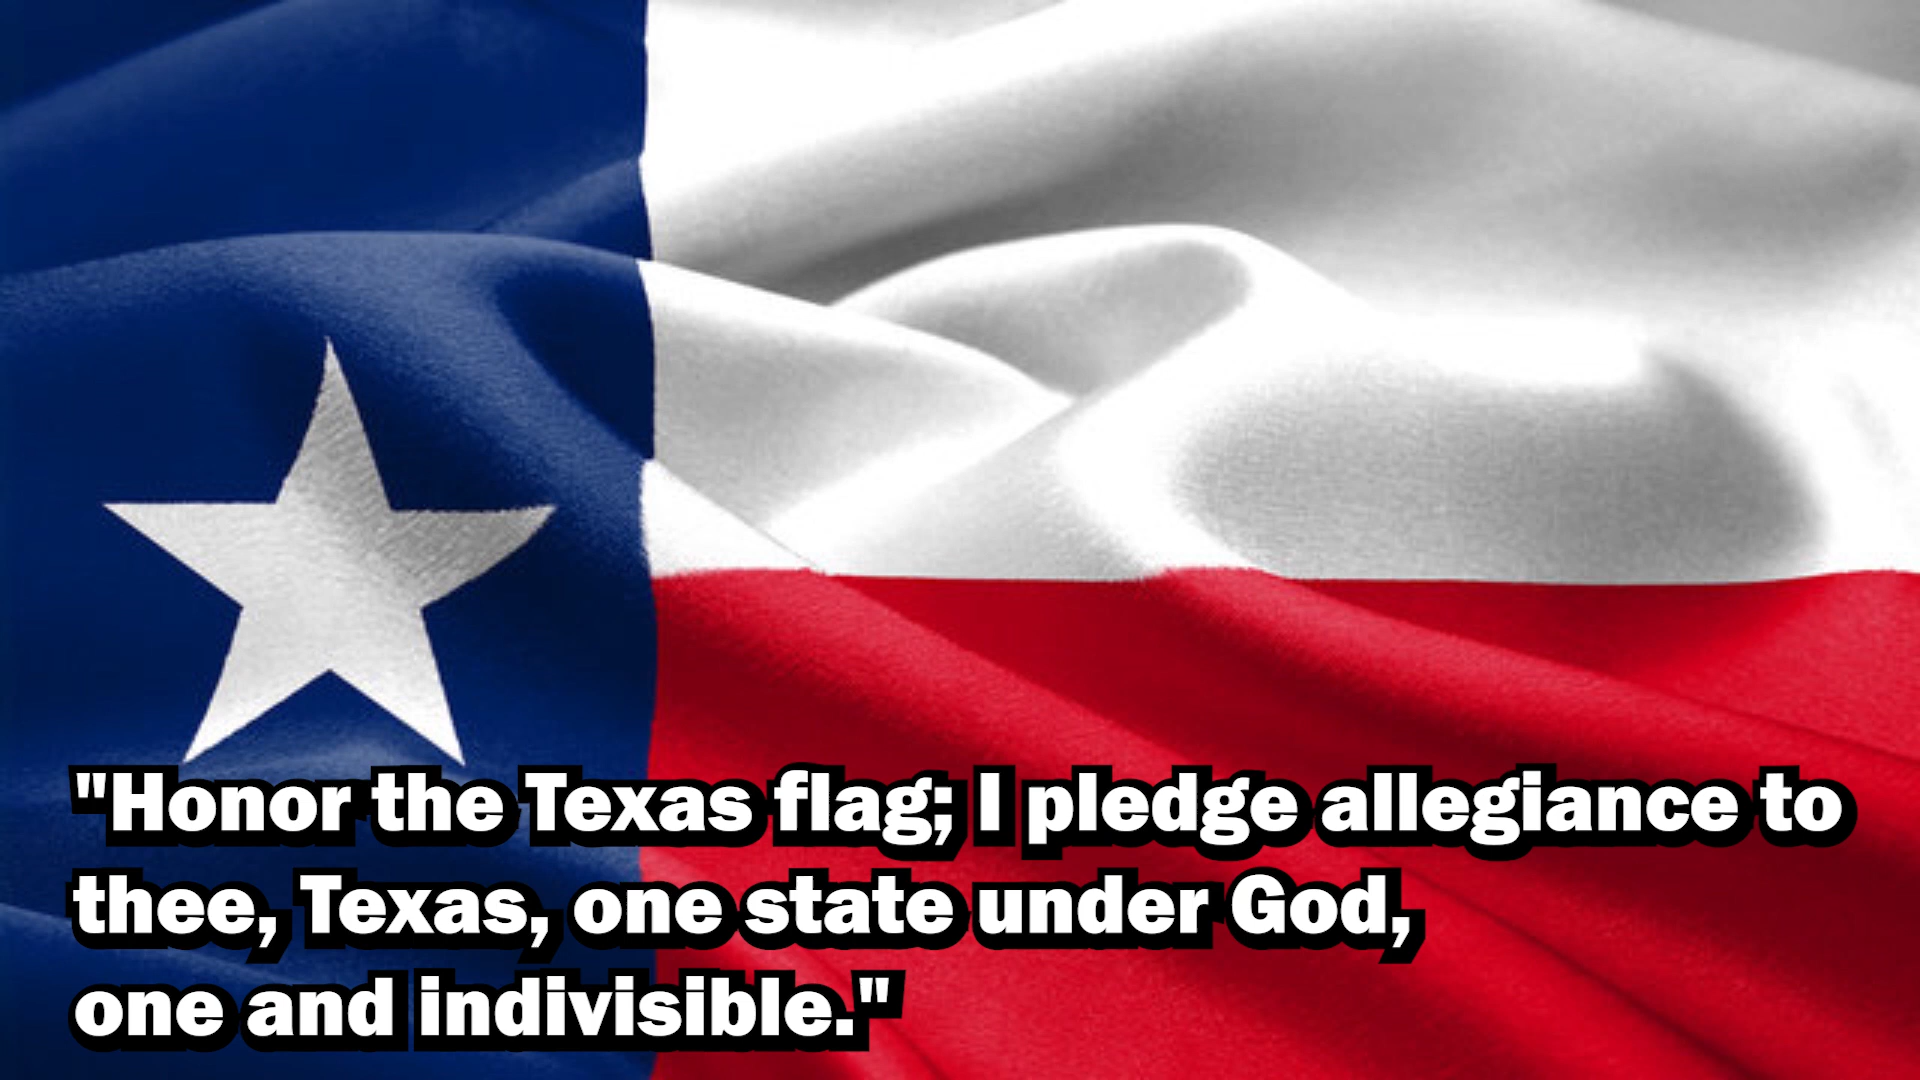 "Honor the Texas flag; I pledge allegiance to
thee, Texas, one state under God,
one and indivisible."